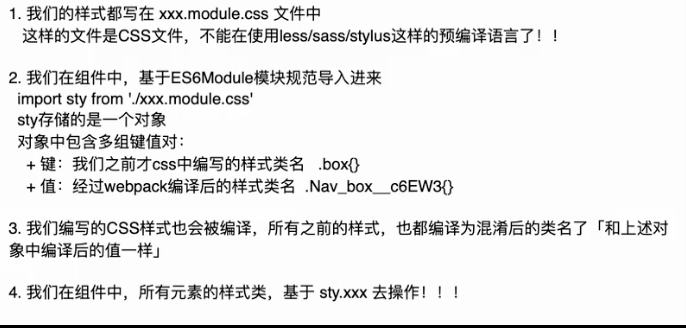 1. 我们的样式都写在 xxx.module.css 文件中
这样的文件是CSS文件，不能在使用less/sass/stylus这样的预编译语言了！！
2. 我们在组件中，基于ES6Module模块规范导入进来
import sty from './xxx.module.css'
sty存储的是一个对象
对象中包含多组键值对：
+ 键：我们之前才css中编写的样式类名 .box{}
+ 值：经过webpack编译后的样式类名 .Nav_box__c6EW3{}
3. 我们编写的CSS样式也会被编译，所有之前的样式，也都编译为混淆后的类名了「和上述对
象中编译后的值一样」
4. 我们在组件中，所有元素的样式类，基于 sty.xxx 去操作！！！